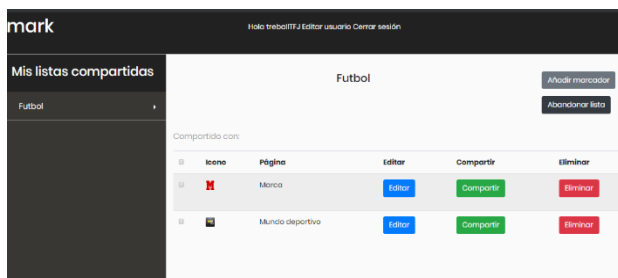 mark
Hola treballTFJ Editar usuario Cerrar sesión
Mis listas compartidas
Futbol
Futbol
Añadir marcador
Abandonar lista
Compartido con:
Icono Página Editar Compartir Eliminar
Marca Editar Compartir Eliminar
Mundo deportivo Editar Compartir Eliminar